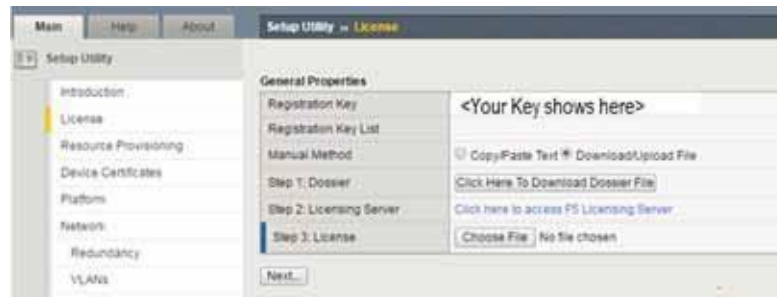 Main Help About
Setup Utility
Introduction
License
Resource Provisioning
Device Certificates
Platform
Network
Redundancy
VLANs
Setup Utility » License
General Properties
Registration Key <Your Key shows here>
Registration Key List
Manual Method Copy/Paste Text Download/Upload File
Step 1: Dossier Click Here To Download Dossier File
Step 2: Licensing Server Click here to access F5 Licensing Server
Step 3: License Choose File No file chosen
Next...